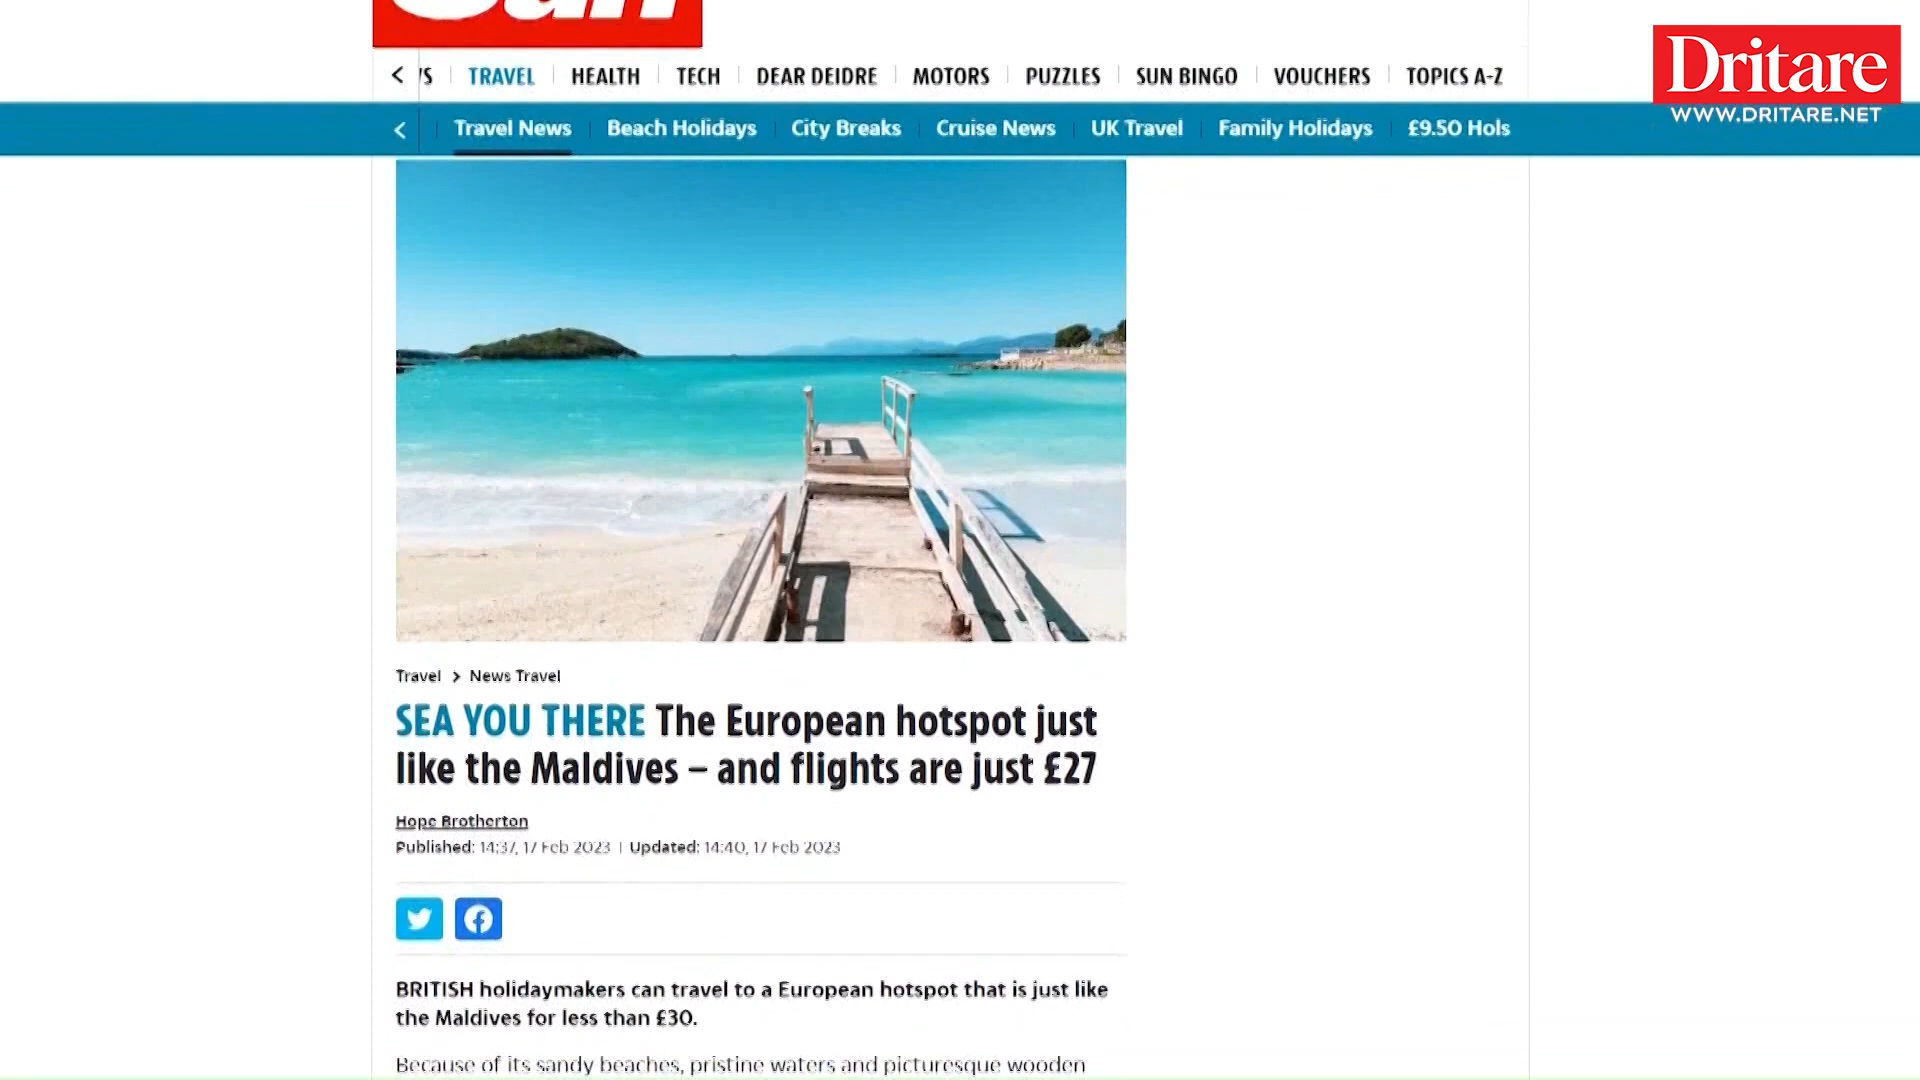 Sun
TRAVEL HEALTH TECH DEAR DEIDRE MOTORS PUZZLES SUN BINGO VOUCHERS TOPICS A-Z
Dritare
WWW.DRITARE.NET
Travel News Beach Holidays City Breaks Cruise News UK Travel Family Holidays £9.50 Hols
Travel > News Travel
SEA YOU THERE The European hotspot just
like the Maldives – and flights are just £27
Hope Brotherton
Published: 14:37, 17 Feb 2023 | Updated: 14:40, 17 Feb 2023
BRITISH holidaymakers can travel to a European hotspot that is just like
the Maldives for less than £30.
Because of its sandy beaches, pristine waters and picturesque wooden